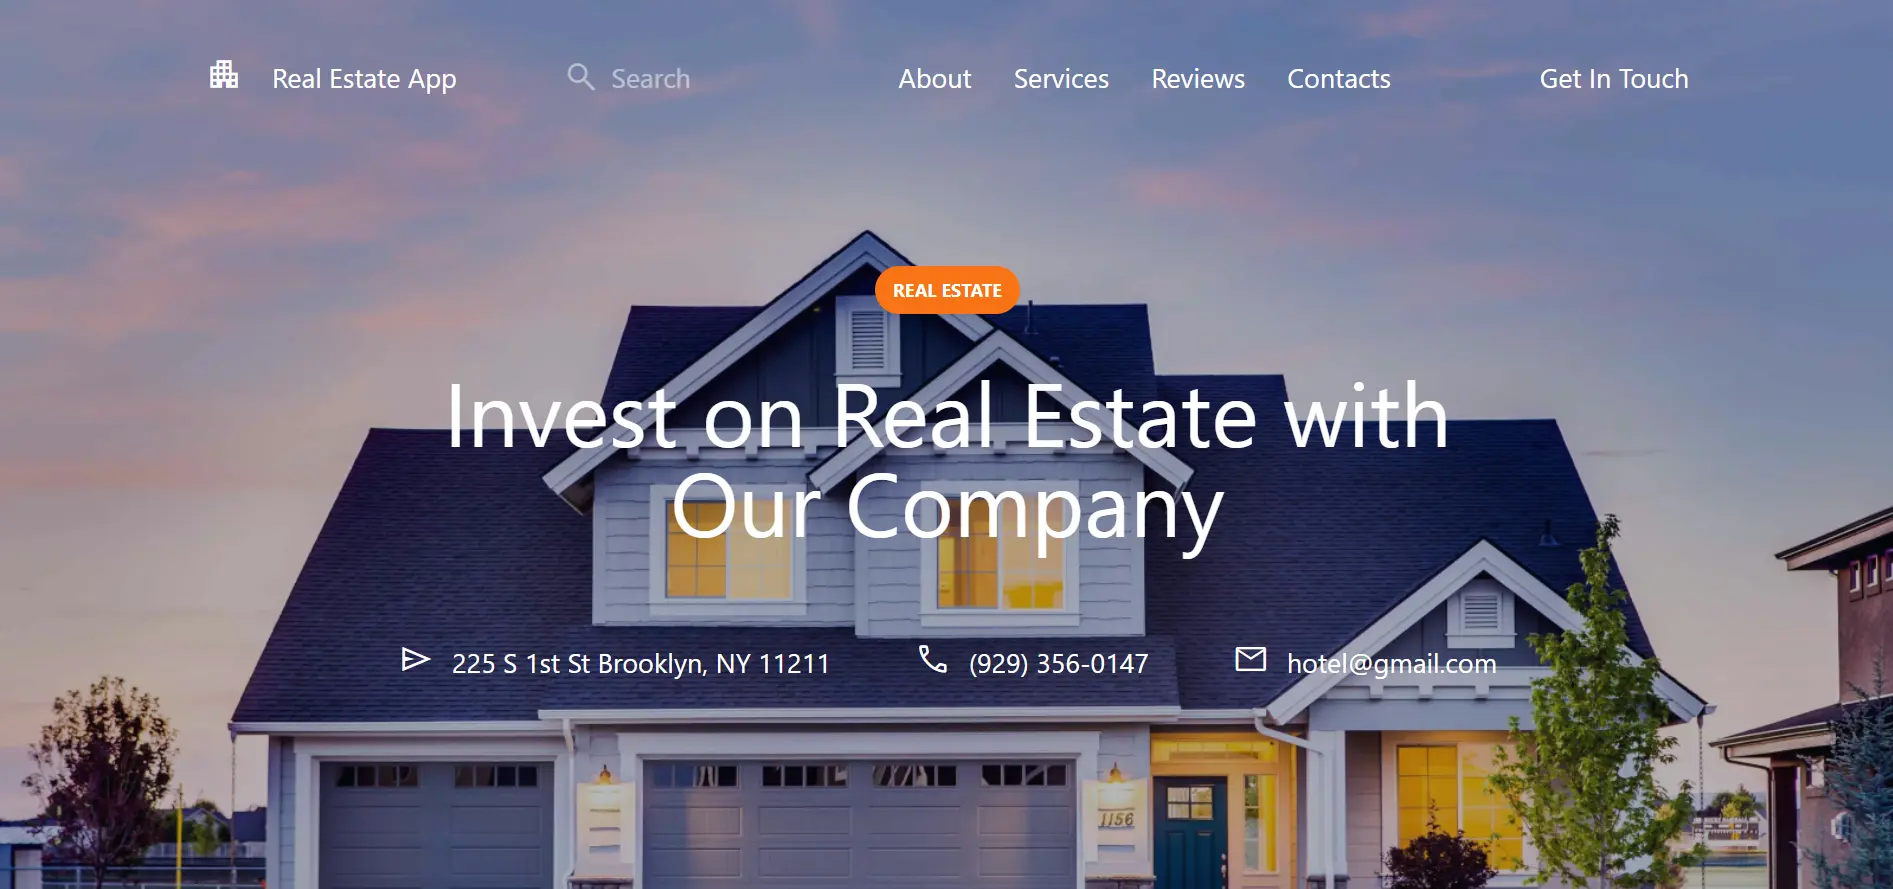 Real Estate App
Search
About Services Reviews Contacts
Get In Touch
REAL ESTATE
Invest on Real Estate with
Our Company
225 S 1st St Brooklyn, NY 11211
(929) 356-0147
hotel@gmail.com
1156